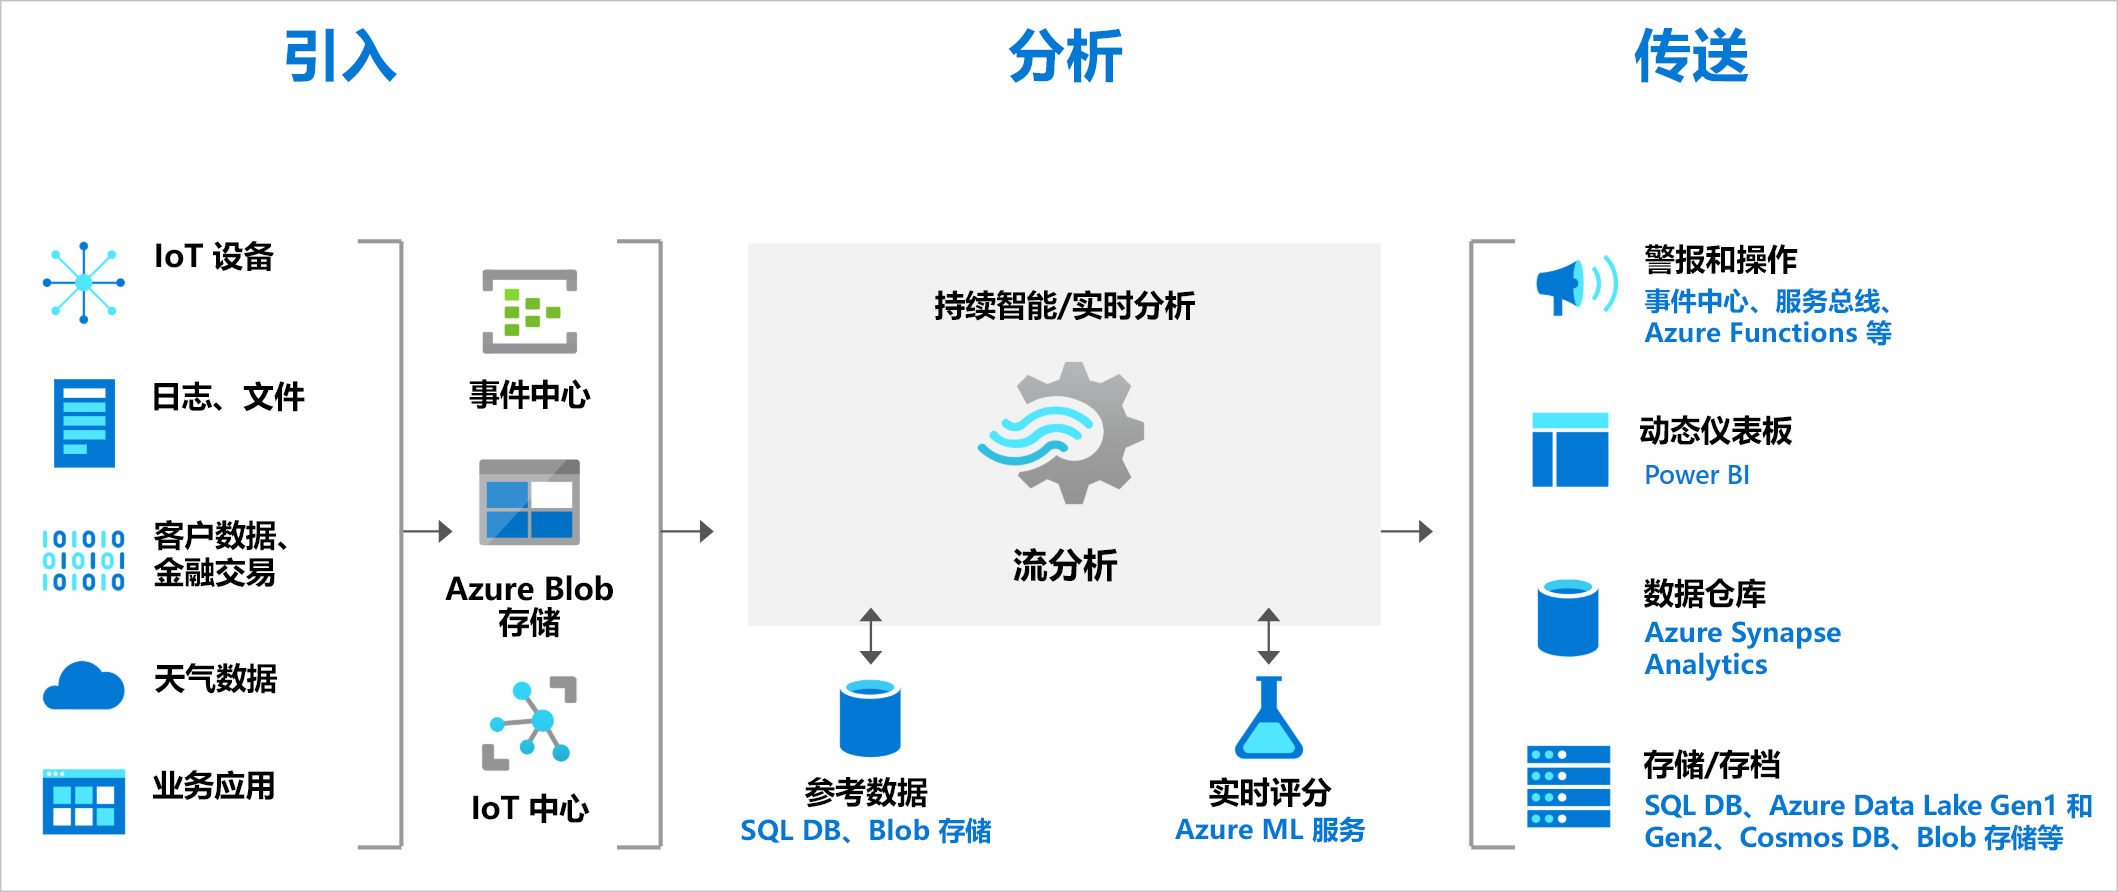 引入
分析
传送
IoT 设备
日志、文件
客户数据、
金融交易
天气数据
业务应用
事件中心
Azure Blob
存储
IoT 中心
持续智能/实时分析
流分析
参考数据
SQL DB、Blob 存储
实时评分
Azure ML 服务
警报和操作
事件中心、服务总线、
Azure Functions 等
动态仪表板
Power BI
数据仓库
Azure Synapse
Analytics
存储/存档
SQL DB、Azure Data Lake Gen1 和
Gen2、Cosmos DB、Blob 存储等